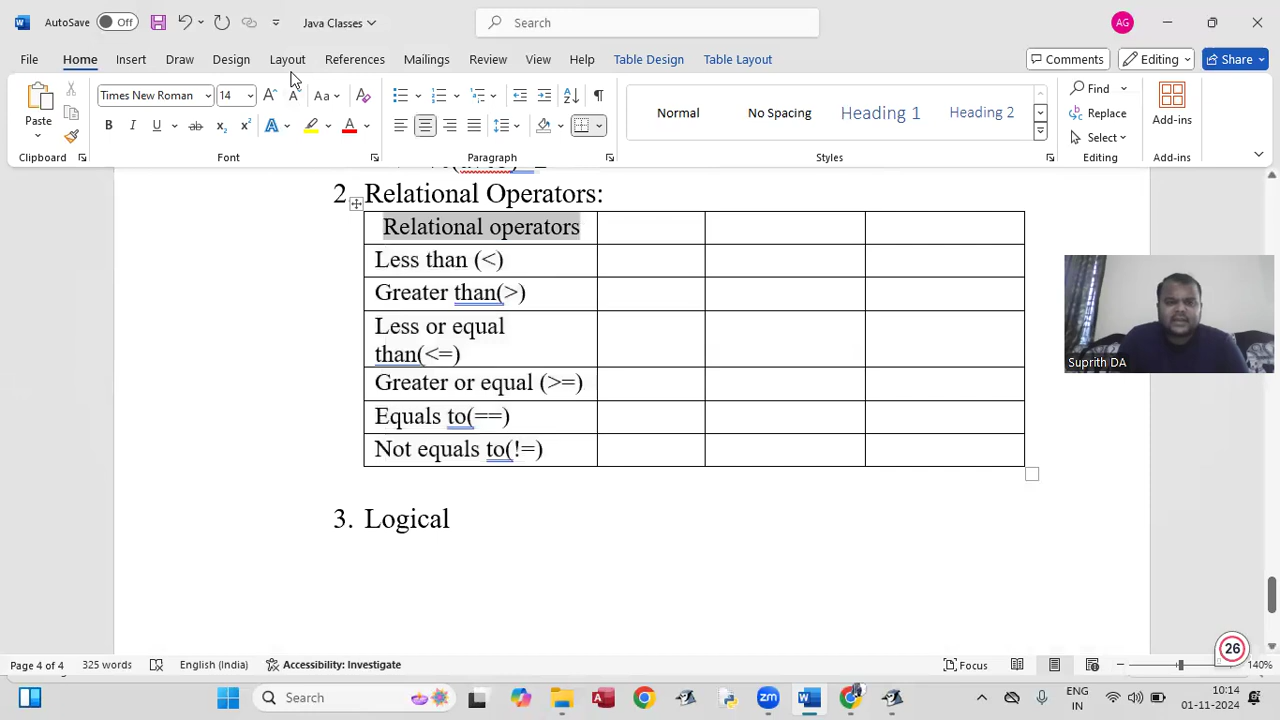 AutoSave Off Java Classes Search AG
File Home Insert Draw Design Layout References Mailings Review View Help Table Design Table Layout Comments Editing Share
Paste Times New Roman 14 Aa Normal No Spacing Heading 1 Heading 2 Find Replace Select Add-ins
B I U ab x₂ x² A A
Clipboard Font Paragraph Styles Editing Add-ins
2. Relational Operators:
Relational operators
Less than (<)
Greater than(>)
Less or equal
than(<=)
Greater or equal (>=)
Equals to(==)
Not equals to(!=)
3. Logical
Suprith DA
26
Page 4 of 4 325 words English (India) Accessibility: Investigate Focus 140%
Search ENG
IN 10:14
01-11-2024